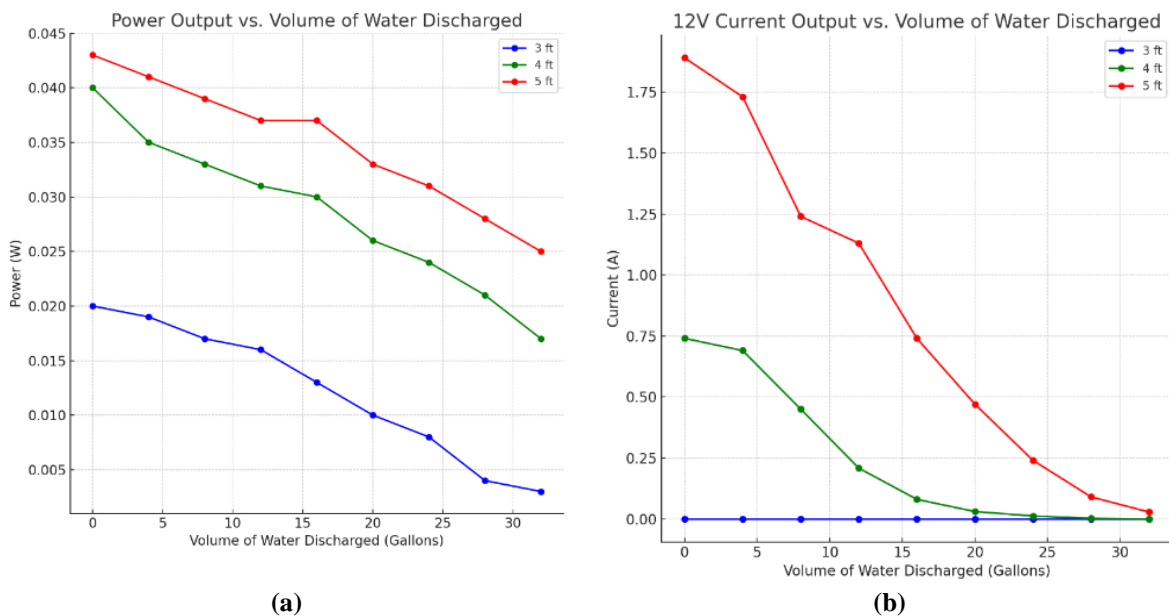 Power Output vs. Volume of Water Discharged
0.045
0.040
0.035
0.030
0.025
0.020
0.015
0.010
0.005
Power (W)
3 ft
4 ft
5 ft
0 5 10 15 20 25 30
Volume of Water Discharged (Gallons)
(a)
12V Current Output vs. Volume of Water Discharged
1.75
1.50
1.25
1.00
0.75
0.50
0.25
0.00
Current (A)
3 ft
4 ft
5 ft
0 5 10 15 20 25 30
Volume of Water Discharged (Gallons)
(b)